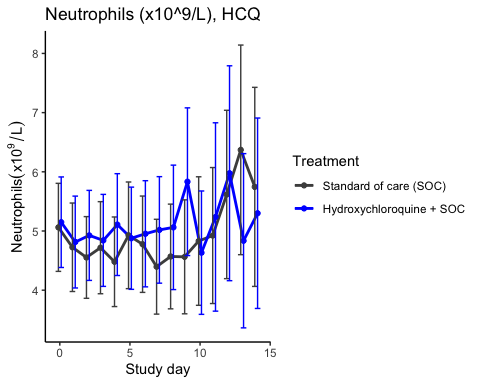 Neutrophils (x10^9/L), HCQ
Neutrophils(x10⁹/L)
8
7
6
5
4
0
5
10
15
Study day
Treatment
Standard of care (SOC)
Hydroxychloroquine + SOC